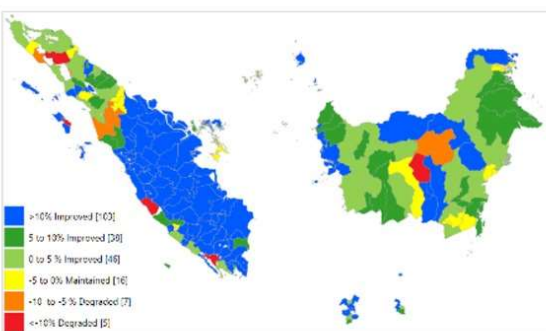 >10% Improved [103]
5 to 10% Improved [39]
0 to 5 % Improved [46]
-5 to 0% Maintained [16]
-10 to -5 % Degraded [7]
<-10% Degraded [5]